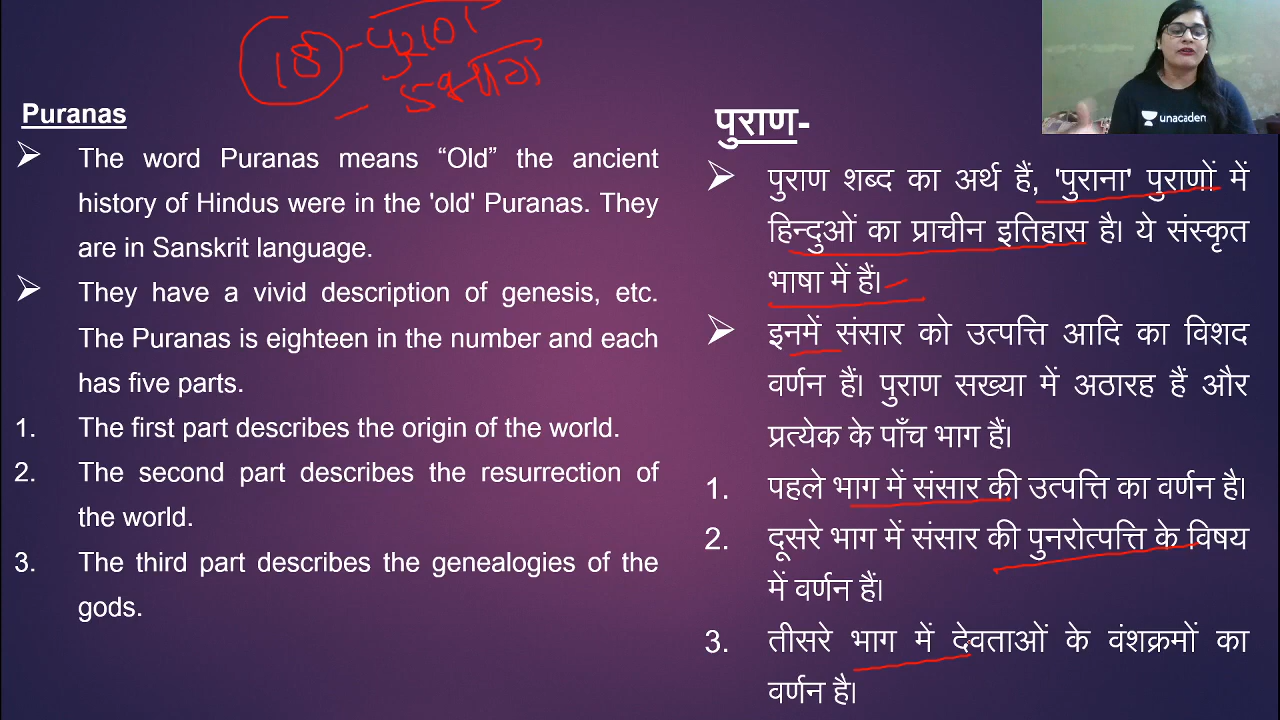 18 - पुराण
- 5 भाग
unacaden
Puranas
➢ The word Puranas means “Old” the ancient
history of Hindus were in the 'old' Puranas. They
are in Sanskrit language.
➢ They have a vivid description of genesis, etc.
The Puranas is eighteen in the number and each
has five parts.
1. The first part describes the origin of the world.
2. The second part describes the resurrection of
the world.
3. The third part describes the genealogies of the
gods.
पुराण-
➢ पुराण शब्द का अर्थ हैं, 'पुराना' पुराणों में
हिन्दुओं का प्राचीन इतिहास है। ये संस्कृत
भाषा में हैं।
➢ इनमें संसार को उत्पत्ति आदि का विशद
वर्णन हैं। पुराण सख्या में अठारह हैं और
प्रत्येक के पाँच भाग हैं।
1. पहले भाग में संसार की उत्पत्ति का वर्णन है।
2. दूसरे भाग में संसार की पुनरोत्पत्ति के विषय
में वर्णन हैं।
3. तीसरे भाग में देवताओं के वंशक्रमों का
वर्णन है।